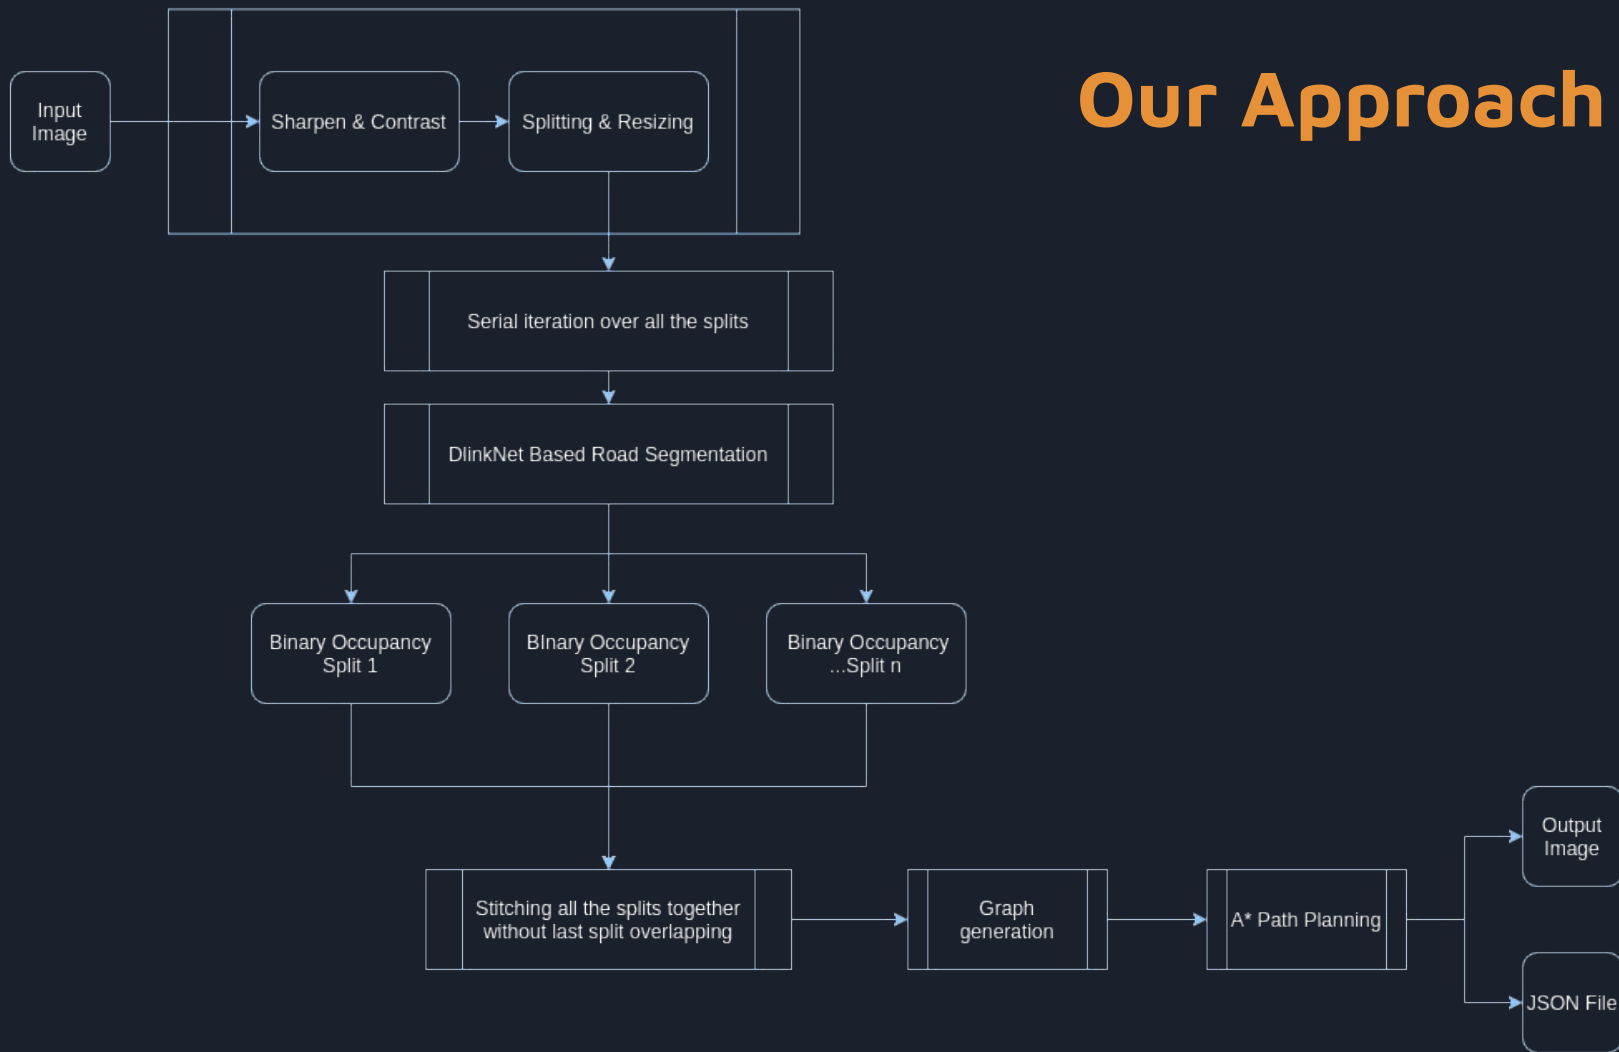 Our Approach
Input
Image
Sharpen & Contrast
Splitting & Resizing
Serial iteration over all the splits
DlinkNet Based Road Segmentation
Binary Occupancy
Split 1
BInary Occupancy
Split 2
Binary Occupancy
...Split n
Stitching all the splits together
without last split overlapping
Graph
generation
A* Path Planning
Output
Image
JSON File